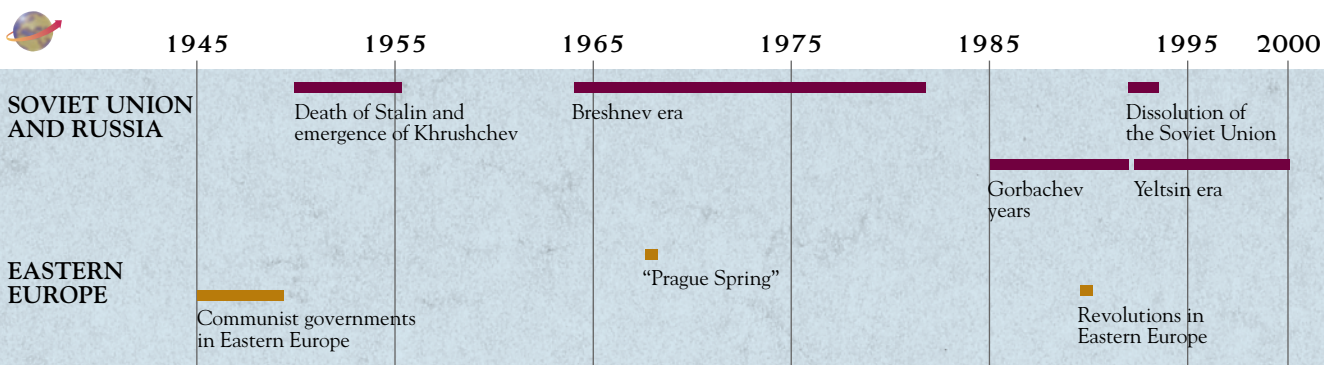 1945 1955 1965 1975 1985 1995 2000
SOVIET UNION
AND RUSSIA
Death of Stalin and
emergence of Khrushchev
Breshnev era
Dissolution of
the Soviet Union
Gorbachev
years
Yeltsin era
EASTERN
EUROPE
“Prague Spring”
Communist governments
in Eastern Europe
Revolutions in
Eastern Europe